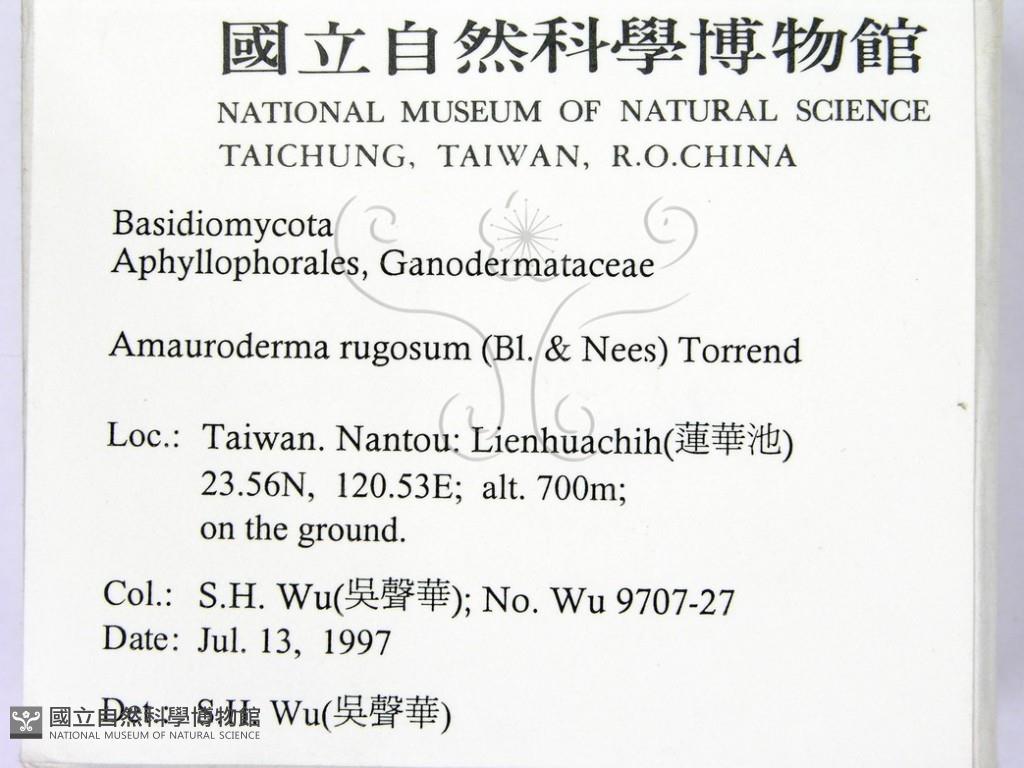 國立自然科學博物館
NATIONAL MUSEUM OF NATURAL SCIENCE
TAICHUNG, TAIWAN, R.O.CHINA
Basidiomycota
Aphyllophorales, Ganodermataceae
Amauroderma rugosum (Bl. & Nees) Torrend
Loc.: Taiwan. Nantou: Lienhuachih(蓮華池)
23.56N, 120.53E; alt. 700m;
on the ground.
Col.: S.H. Wu(吳聲華); No. Wu 9707-27
Date: Jul. 13, 1997
Det.: S.H. Wu(吳聲華)
國立自然科學博物館
NATIONAL MUSEUM OF NATURAL SCIENCE